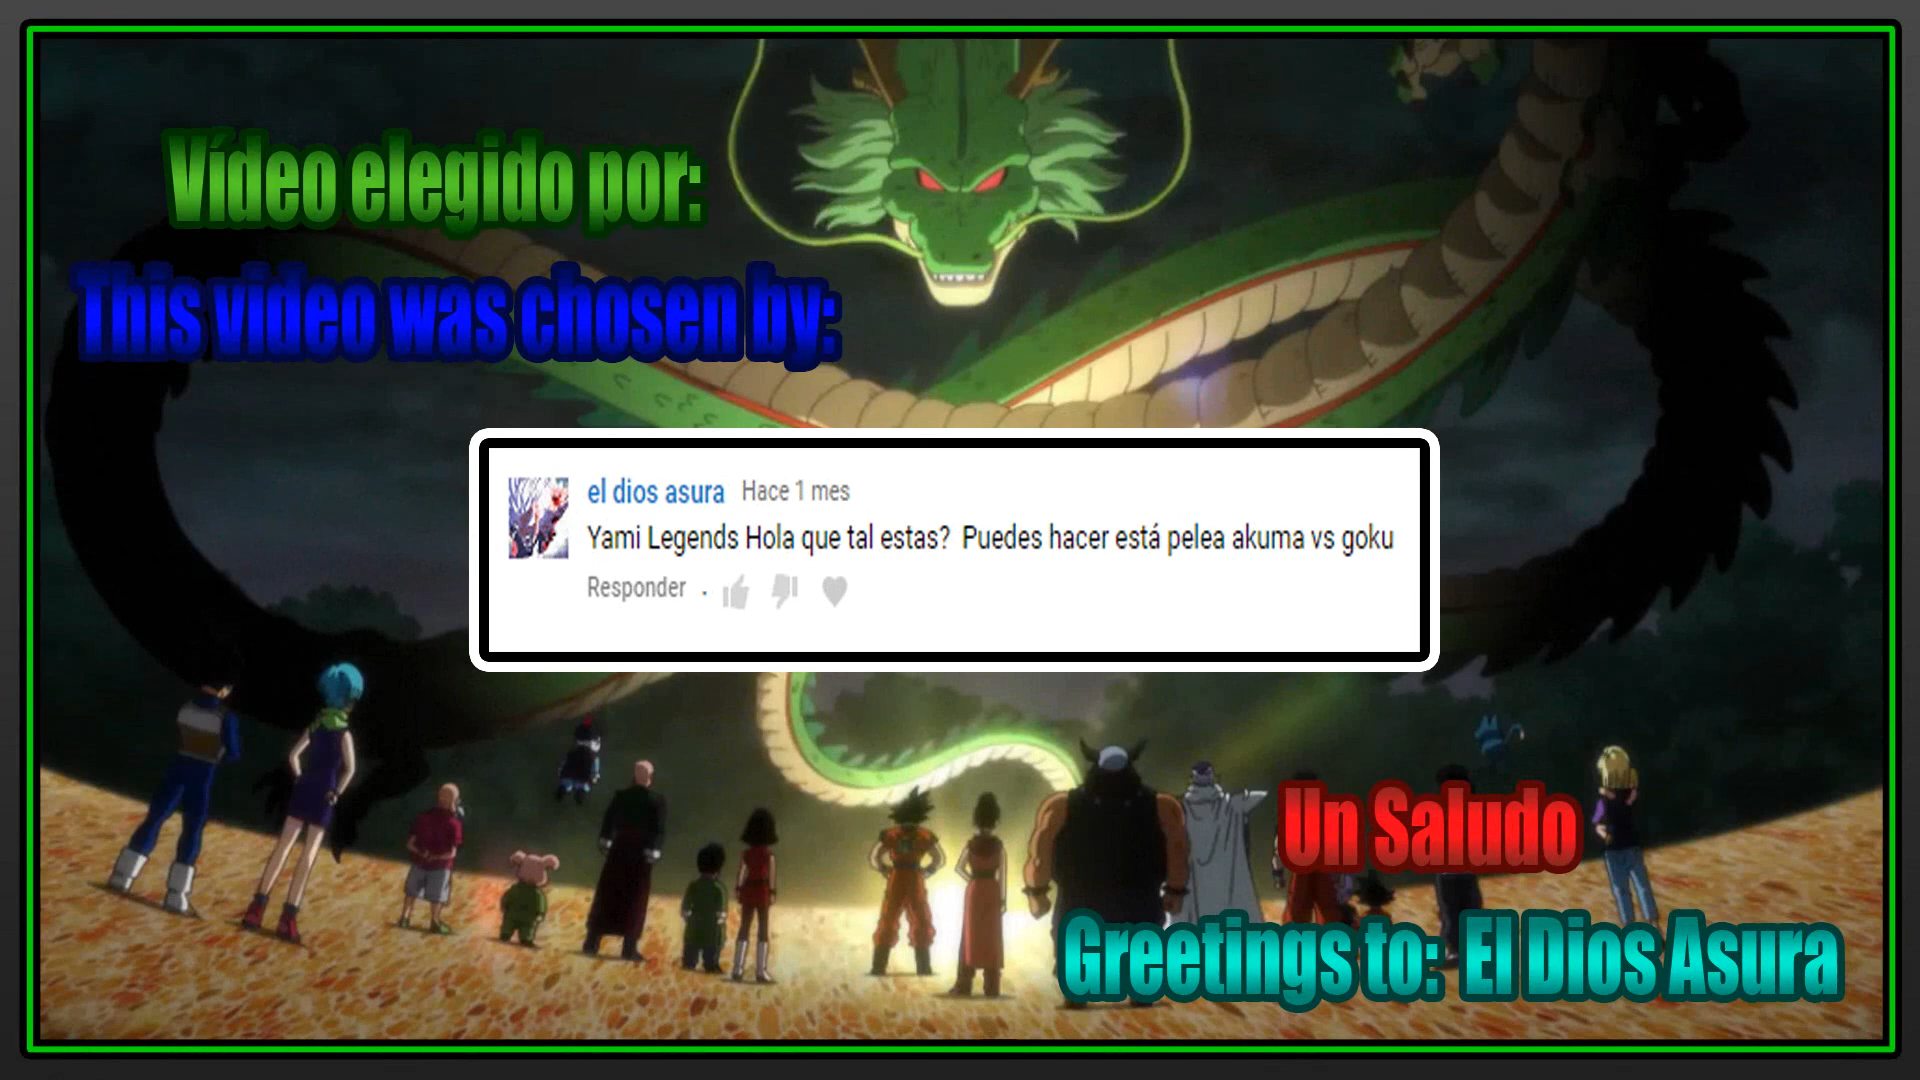 Vídeo elegido por:
This video was chosen by:
el dios asura Hace 1 mes
Yami Legends Hola que tal estas? Puedes hacer está pelea akuma vs goku
Responder
Un Saludo
Greetings to: El Dios Asura